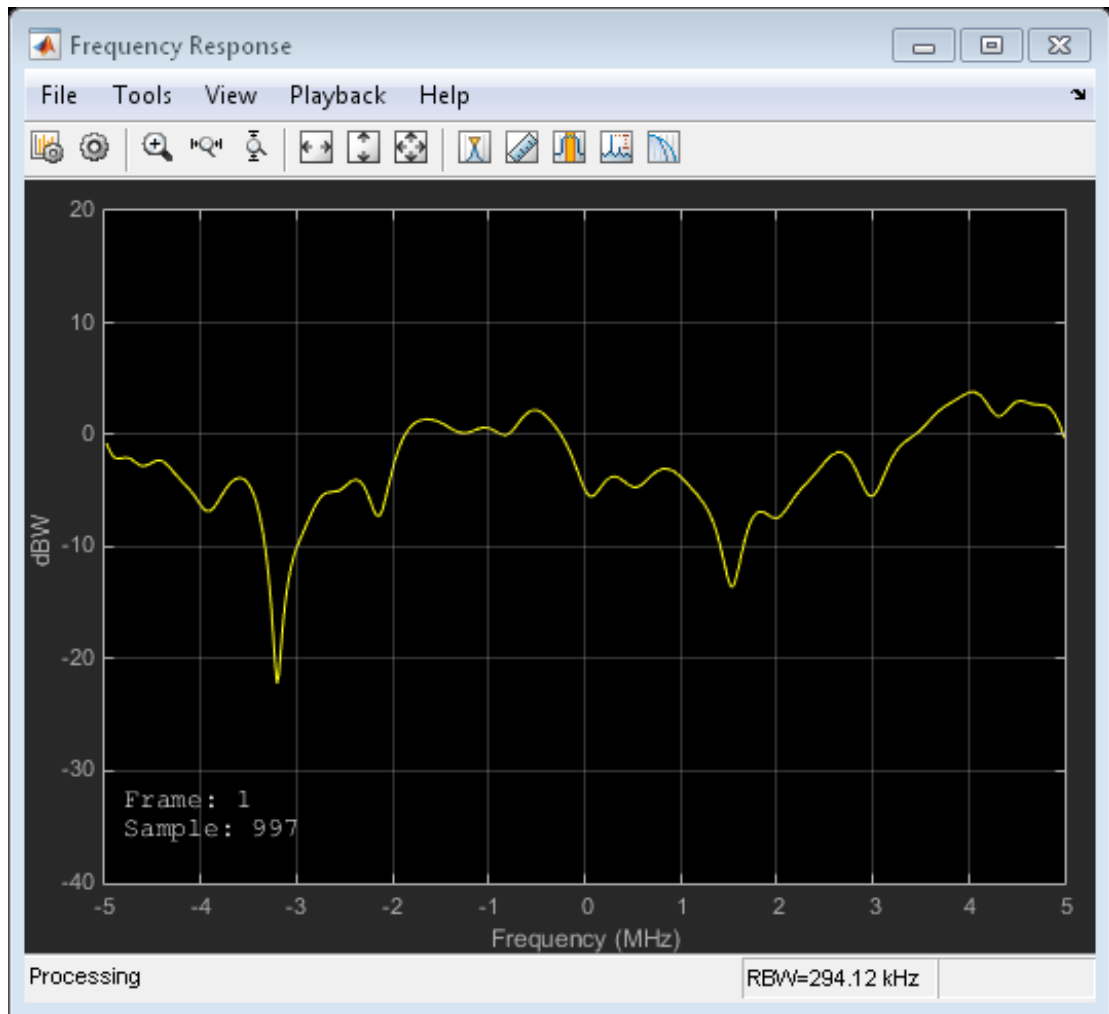 Frequency Response
File Tools View Playback Help
20
10
0
-10
-20
-30
-40
dBW
Frame: 1
Sample: 997
-5 -4 -3 -2 -1 0 1 2 3 4 5
Frequency (MHz)
Processing RBW=294.12 kHz